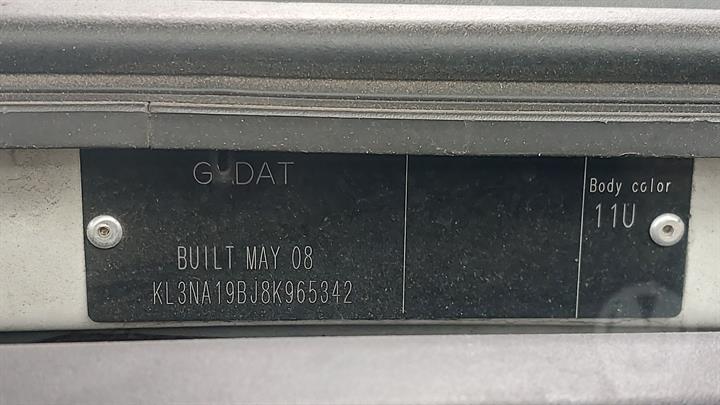 G DAT
BUILT MAY 08
KL3NA19BJ8K965342
Body color
11U